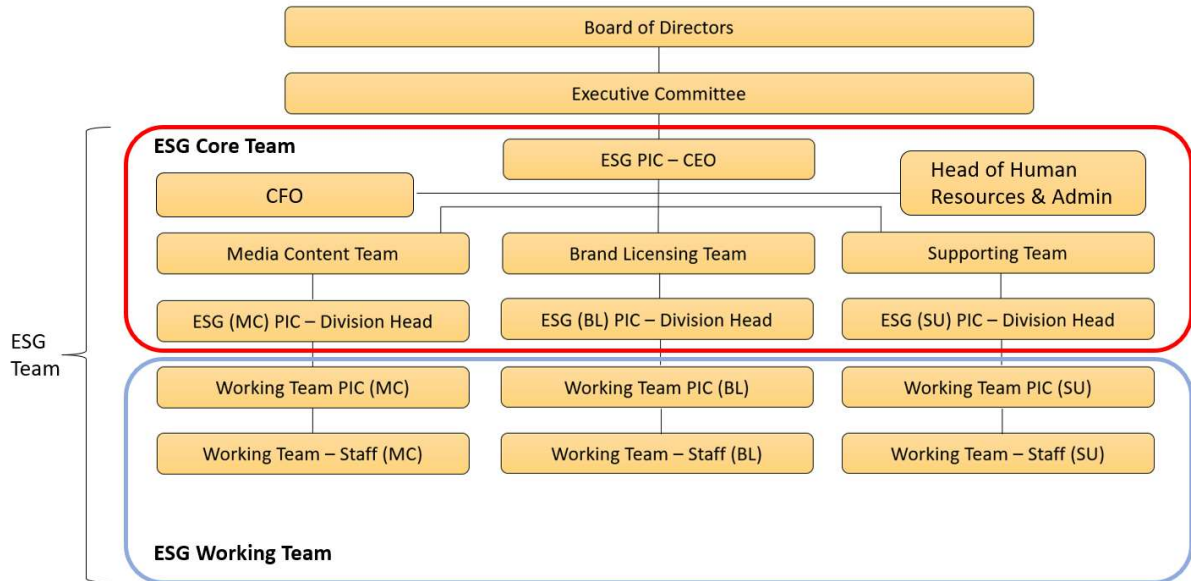 Board of Directors
Executive Committee
ESG Core Team
ESG PIC – CEO
CFO
Head of Human
Resources & Admin
Media Content Team
Brand Licensing Team
Supporting Team
ESG (MC) PIC – Division Head
ESG (BL) PIC – Division Head
ESG (SU) PIC – Division Head
ESG
Team
Working Team PIC (MC)
Working Team PIC (BL)
Working Team PIC (SU)
Working Team – Staff (MC)
Working Team – Staff (BL)
Working Team – Staff (SU)
ESG Working Team